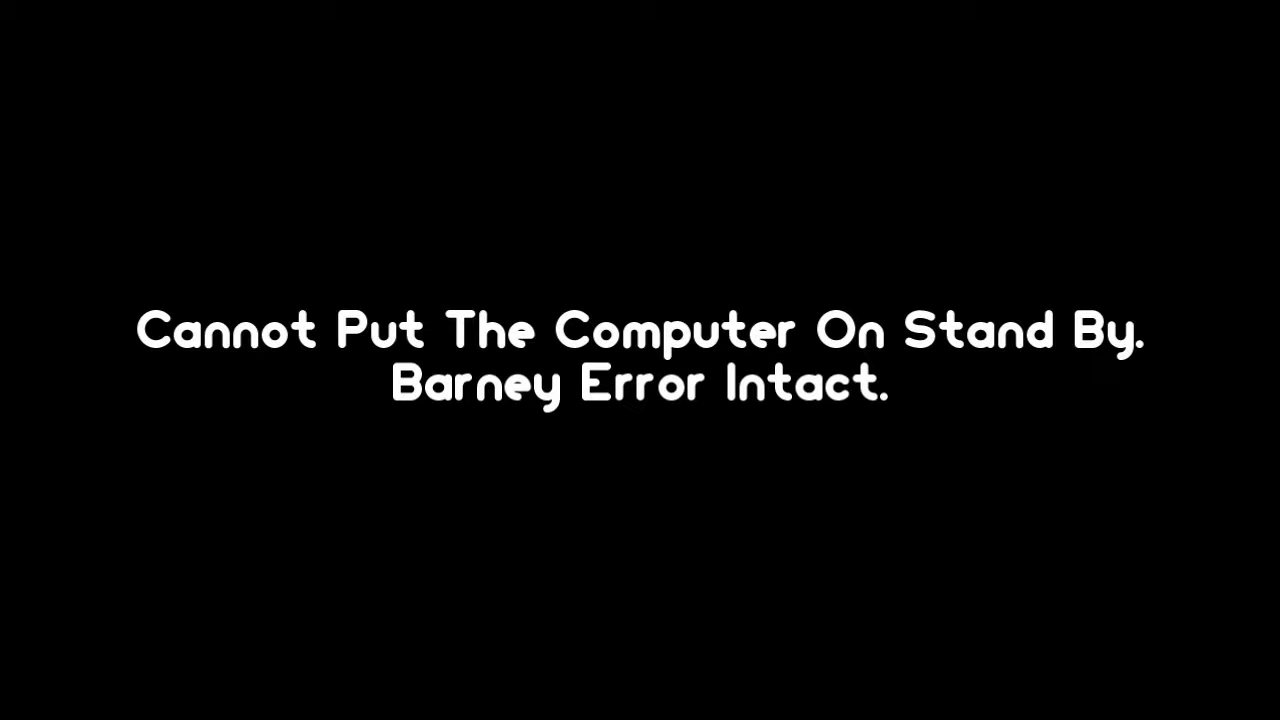 Cannot Put The Computer On Stand By.
Barney Error Intact.